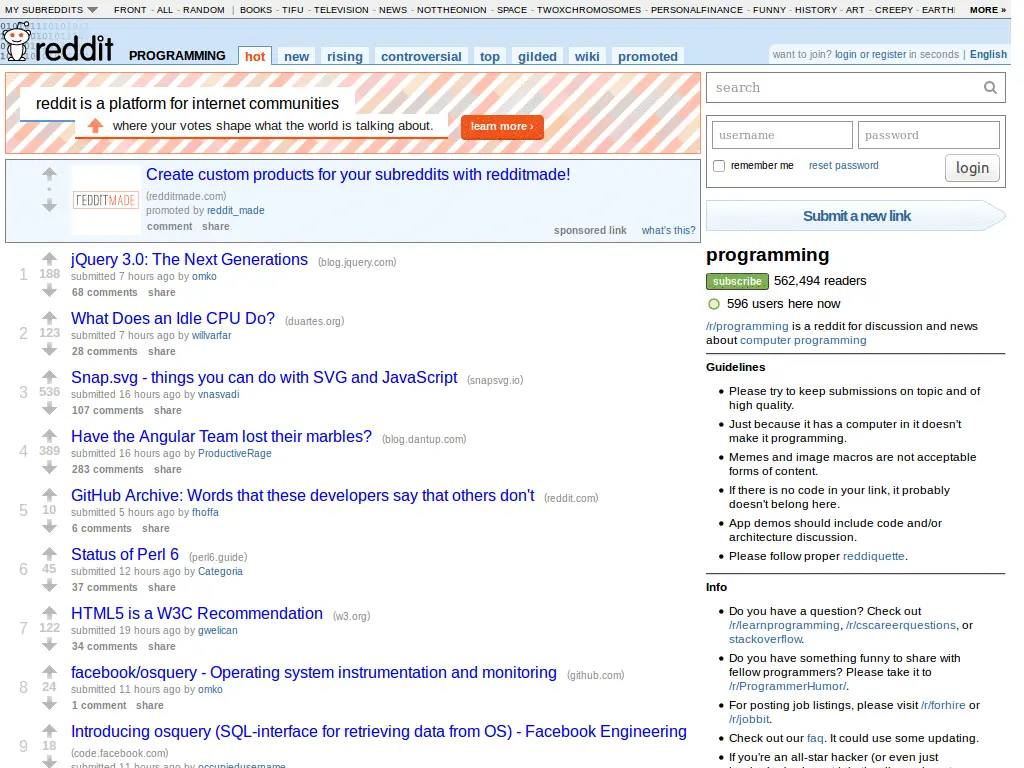 MY SUBREDDITS FRONT - ALL - RANDOM | BOOKS - TIFU - TELEVISION - NEWS - NOTTHEONION - SPACE - TWOXCHROMOSOMES - PERSONALFINANCE - FUNNY - HISTORY - ART - CREEPY - EARTH MORE »
reddit PROGRAMMING hot new rising controversial top gilded wiki promoted
want to join? login or register in seconds | English
reddit is a platform for internet communities
where your votes shape what the world is talking about.
learn more ›
Create custom products for your subreddits with redditmade!
(redditmade.com)
promoted by reddit_made
comment share
sponsored link what's this?
1 188 jQuery 3.0: The Next Generations (blog.jquery.com)
submitted 7 hours ago by omko
68 comments share
2 123 What Does an Idle CPU Do? (duartes.org)
submitted 7 hours ago by willvarfar
28 comments share
3 536 Snap.svg - things you can do with SVG and JavaScript (snapsvg.io)
submitted 16 hours ago by vnasvadi
107 comments share
4 389 Have the Angular Team lost their marbles? (blog.dantup.com)
submitted 16 hours ago by ProductiveRage
283 comments share
5 10 GitHub Archive: Words that these developers say that others don't (reddit.com)
submitted 5 hours ago by fhoffa
6 comments share
6 45 Status of Perl 6 (perl6.guide)
submitted 12 hours ago by Categoria
37 comments share
7 122 HTML5 is a W3C Recommendation (w3.org)
submitted 19 hours ago by gwelican
34 comments share
8 24 facebook/osquery - Operating system instrumentation and monitoring (github.com)
submitted 11 hours ago by omko
1 comment share
9 18 Introducing osquery (SQL-interface for retrieving data from OS) - Facebook Engineering
(code.facebook.com)
submitted 11 hours ago by occupiedusername
search
username password
remember me reset password login
Submit a new link
programming
subscribe 562,494 readers
596 users here now
/r/programming is a reddit for discussion and news
about computer programming
Guidelines
• Please try to keep submissions on topic and of
high quality.
• Just because it has a computer in it doesn't
make it programming.
• Memes and image macros are not acceptable
forms of content.
• If there is no code in your link, it probably
doesn't belong here.
• App demos should include code and/or
architecture discussion.
• Please follow proper reddiquette.
Info
• Do you have a question? Check out
/r/learnprogramming, /r/cscareerquestions, or
stackoverflow.
• Do you have something funny to share with
fellow programmers? Please take it to
/r/ProgrammerHumor/.
• For posting job listings, please visit /r/forhire or
/r/jobbit.
• Check out our faq. It could use some updating.
• If you're an all-star hacker (or even just